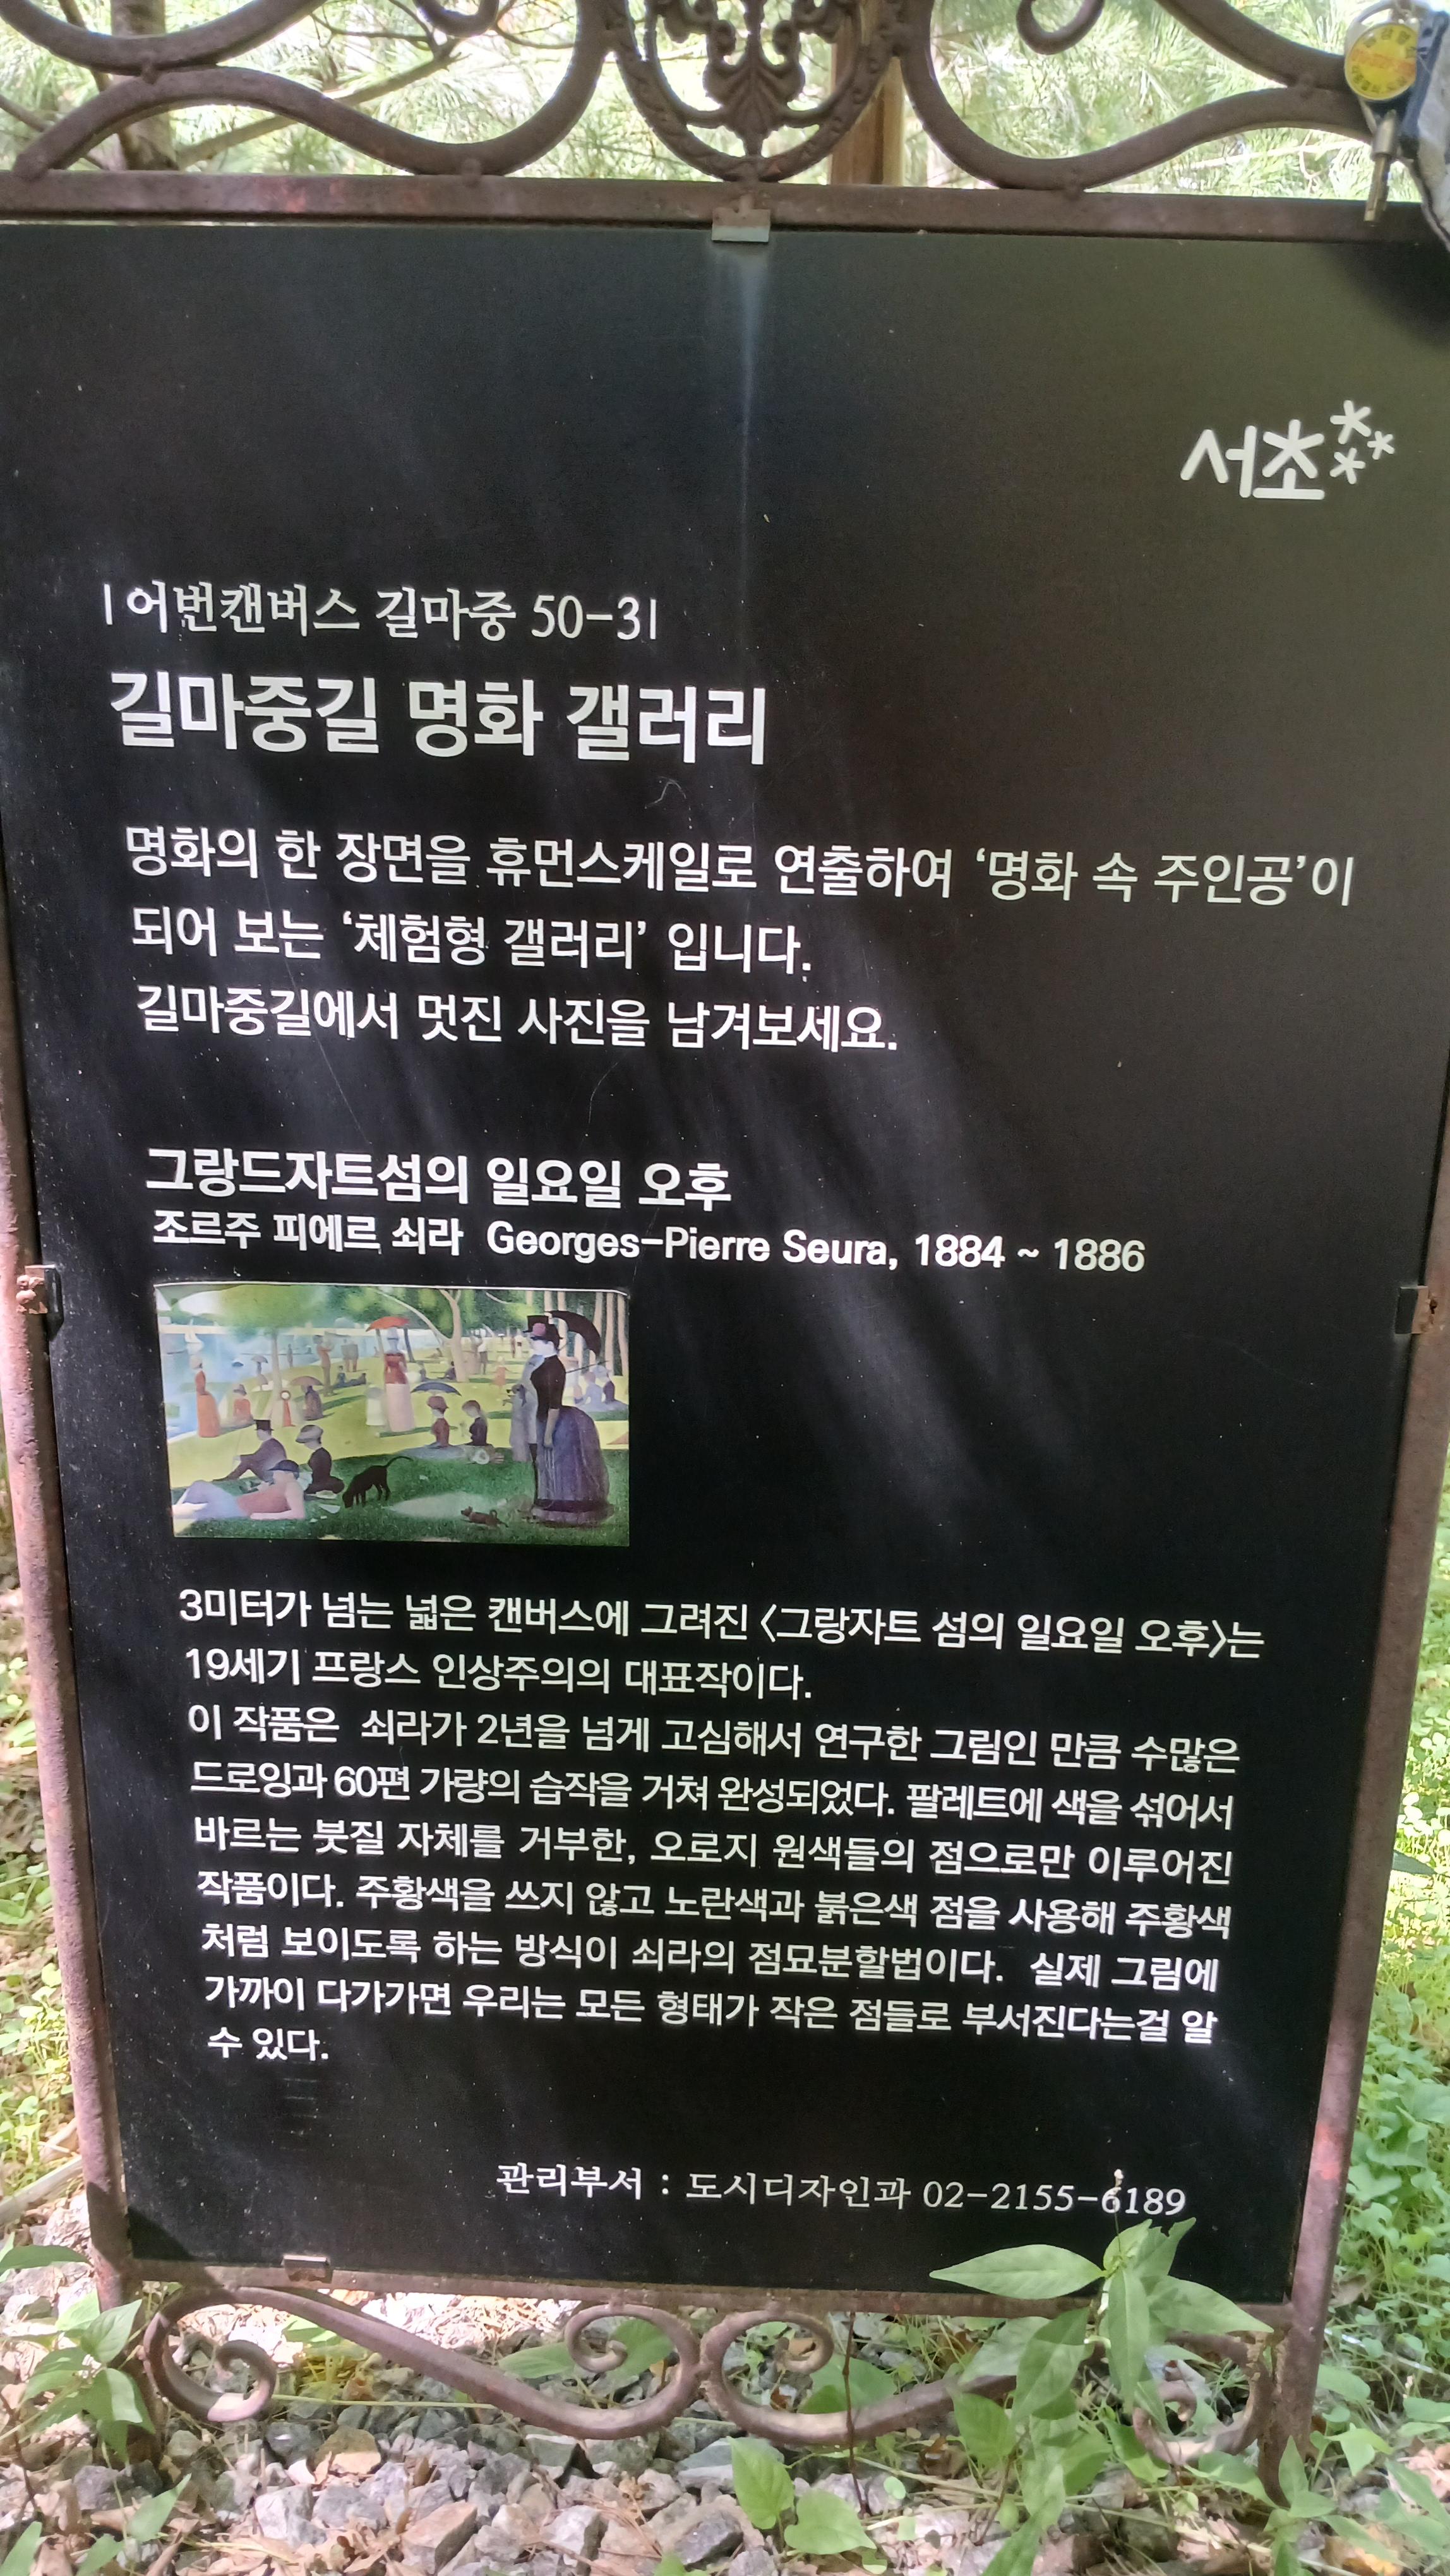 서초
|어번캔버스 길마중 50-3|
길마중길 명화 갤러리
명화의 한 장면을 휴먼스케일로 연출하여 ‘명화 속 주인공’이
되어 보는 ‘체험형 갤러리’ 입니다.
길마중길에서 멋진 사진을 남겨보세요.
그랑드자트섬의 일요일 오후
조르주 피에르 쇠라 Georges-Pierre Seura, 1884 ~ 1886
3미터가 넘는 넓은 캔버스에 그려진 <그랑자트 섬의 일요일 오후>는
19세기 프랑스 인상주의의 대표작이다.
이 작품은 쇠라가 2년을 넘게 고심해서 연구한 그림인 만큼 수많은
드로잉과 60편 가량의 습작을 거쳐 완성되었다. 팔레트에 색을 섞어서
바르는 붓질 자체를 거부한, 오로지 원색들의 점으로만 이루어진
작품이다. 주황색을 쓰지 않고 노란색과 붉은색 점을 사용해 주황색
처럼 보이도록 하는 방식이 쇠라의 점묘분할법이다. 실제 그림에
가까이 다가가면 우리는 모든 형태가 작은 점들로 부서진다는걸 알
수 있다.
관리부서 : 도시디자인과 02-2155-6189